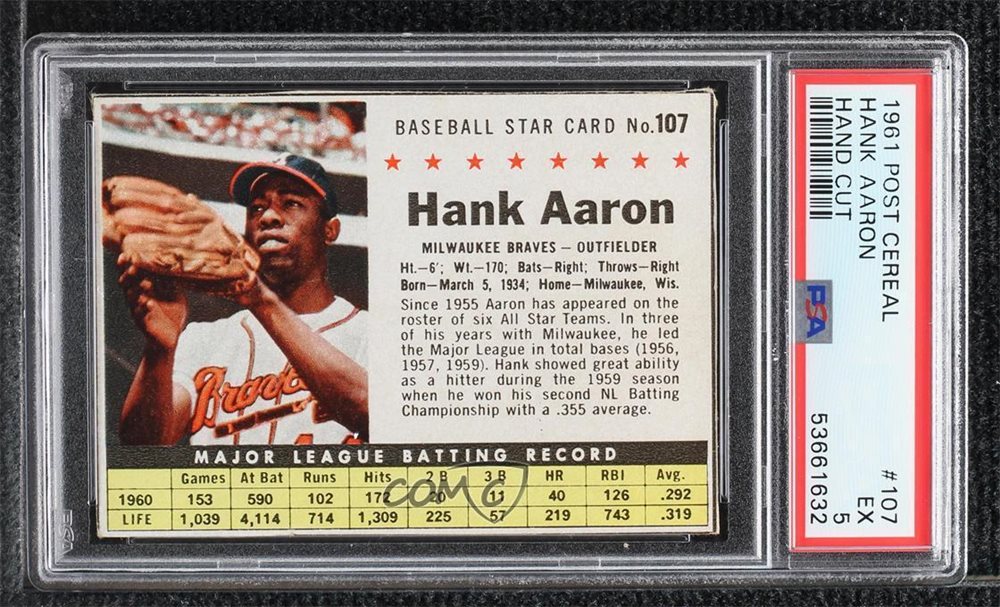 BASEBALL STAR CARD No.107
Hank Aaron
MILWAUKEE BRAVES — OUTFIELDER
Ht.—6'; Wt.—170; Bats—Right; Throws—Right
Born—March 5, 1934; Home—Milwaukee, Wis.
Since 1955 Aaron has appeared on the
roster of six All Star Teams. In three
of his years with Milwaukee, he led
the Major League in total bases (1956,
1957, 1959). Hank showed great ability
as a hitter during the 1959 season
when he won his second NL Batting
Championship with a .355 average.
Braves
MAJOR LEAGUE BATTING RECORD
Games At Bat Runs Hits 2 B 3 B HR RBI Avg.
1960 153 590 102 172 20 11 40 126 .292
LIFE 1,039 4,114 714 1,309 225 57 219 743 .319
COMC
1961 POST CEREAL #107
HANK AARON EX
HAND CUT 5
PSA 53661632